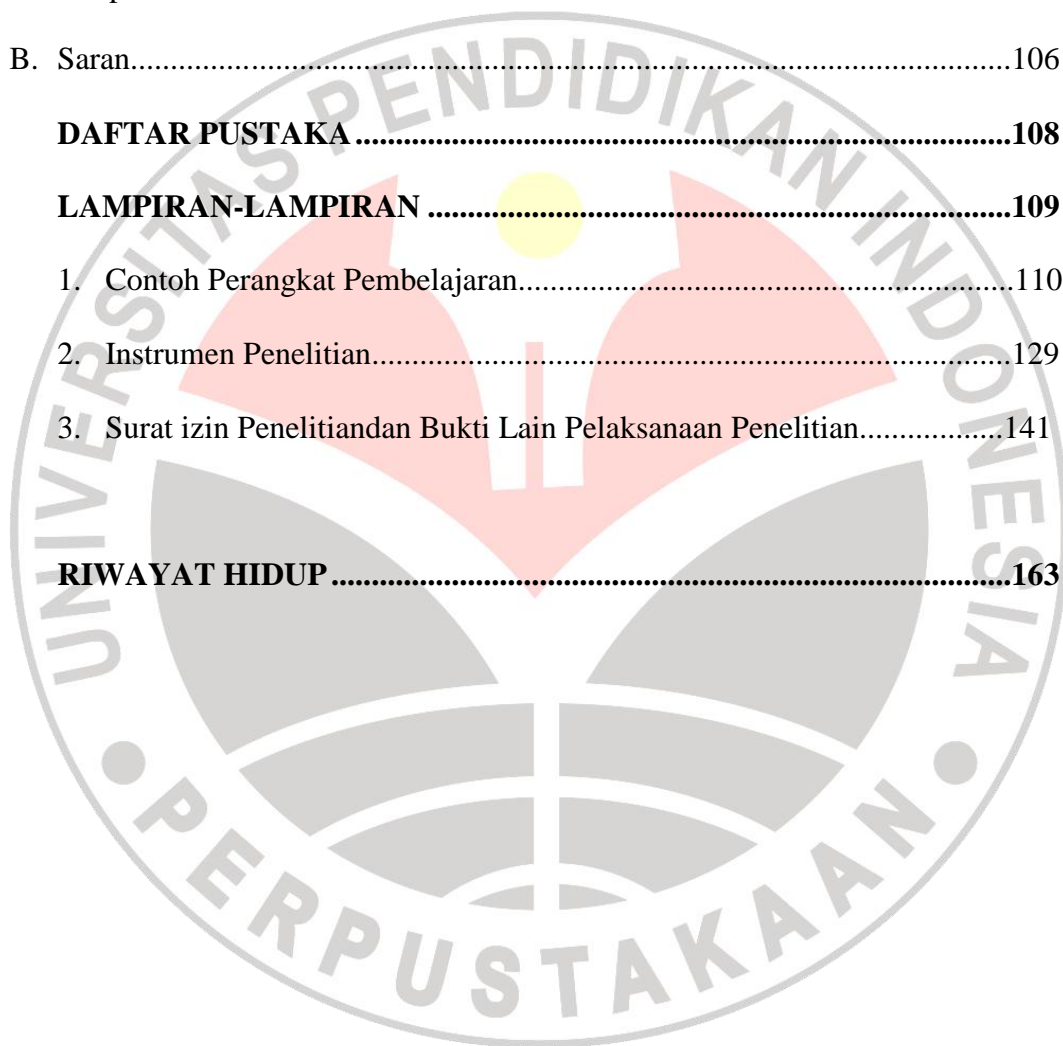 B. Saran..............................................................................................................106
DAFTAR PUSTAKA ..................................................................................108
LAMPIRAN-LAMPIRAN .........................................................................109
1. Contoh Perangkat Pembelajaran..............................................................110
2. Instrumen Penelitian................................................................................129
3. Surat izin Penelitiandan Bukti Lain Pelaksanaan Penelitian..................141
RIWAYAT HIDUP.....................................................................................163
UNIVERSITAS PENDIDIKAN INDONESIA
• PERPUSTAKAAN •